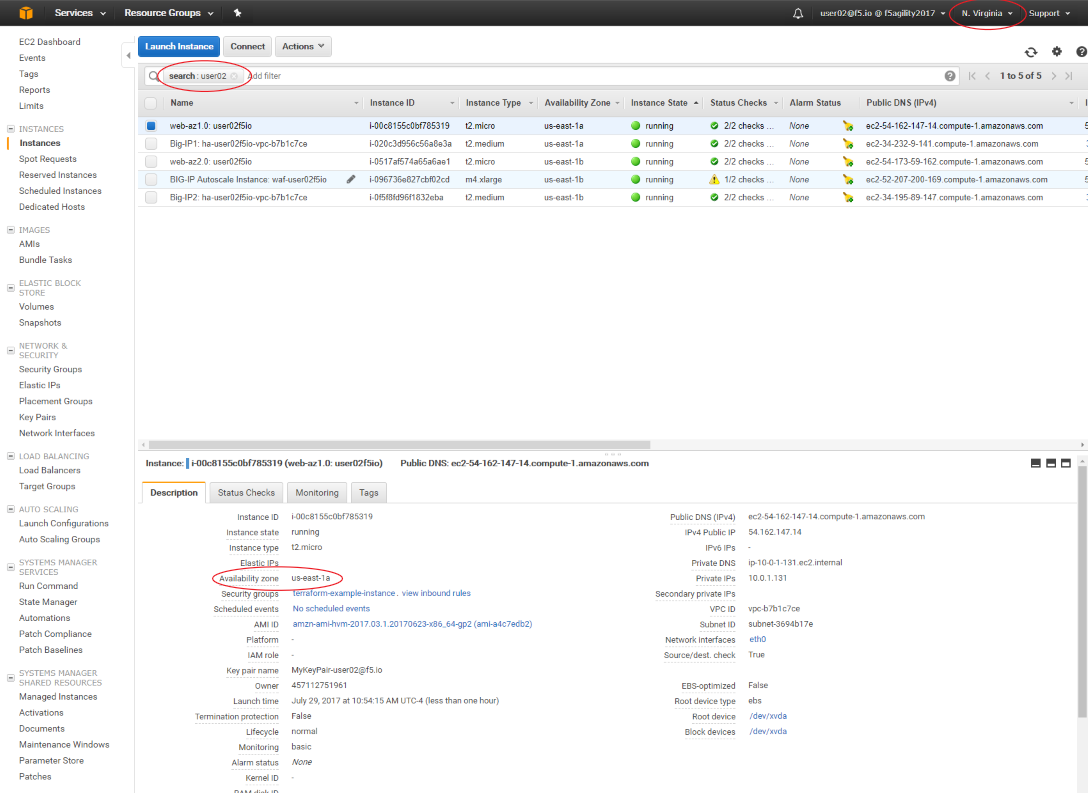 Services Resource Groups user02@f5.io @ f5agility2017 N. Virginia Support
EC2 Dashboard
Events
Tags
Reports
Limits
INSTANCES
Instances
Spot Requests
Reserved Instances
Scheduled Instances
Dedicated Hosts
IMAGES
AMIs
Bundle Tasks
ELASTIC BLOCK
STORE
Volumes
Snapshots
NETWORK &
SECURITY
Security Groups
Elastic IPs
Placement Groups
Key Pairs
Network Interfaces
LOAD BALANCING
Load Balancers
Target Groups
AUTO SCALING
Launch Configurations
Auto Scaling Groups
SYSTEMS MANAGER
SERVICES
Run Command
State Manager
Automations
Patch Compliance
Patch Baselines
SYSTEMS MANAGER
SHARED RESOURCES
Managed Instances
Activations
Documents
Maintenance Windows
Parameter Store
Patches
Launch Instance Connect Actions
search : user02 Add filter 1 to 5 of 5
Name Instance ID Instance Type Availability Zone Instance State Status Checks Alarm Status Public DNS (IPv4)
web-az1.0: user02f5io i-00c8155c0bf785319 t2.micro us-east-1a running 2/2 checks ... None ec2-54-162-147-14.compute-1.amazonaws.com
Big-IP1: ha-user02f5io-vpc-b7b1c7ce i-020c3d956c56a8e3a t2.medium us-east-1a running 2/2 checks ... None ec2-34-232-9-141.compute-1.amazonaws.com
web-az2.0: user02f5io i-0517af574a65a6ae1 t2.micro us-east-1b running 2/2 checks ... None ec2-54-173-59-162.compute-1.amazonaws.com
BIG-IP Autoscale Instance: waf-user02f5io i-096736e827cbf02cd m4.xlarge us-east-1b running 1/2 checks ... None ec2-52-207-200-169.compute-1.amazonaws.com
Big-IP2: ha-user02f5io-vpc-b7b1c7ce i-0f5f8fd96f1832eba t2.medium us-east-1b running 2/2 checks ... None ec2-34-195-89-147.compute-1.amazonaws.com
Instance: i-00c8155c0bf785319 (web-az1.0: user02f5io) Public DNS: ec2-54-162-147-14.compute-1.amazonaws.com
Description Status Checks Monitoring Tags
Instance ID i-00c8155c0bf785319 Public DNS (IPv4) ec2-54-162-147-14.compute-1.amazonaws.com
Instance state running IPv4 Public IP 54.162.147.14
Instance type t2.micro IPv6 IPs -
Elastic IPs Private DNS ip-10-0-1-131.ec2.internal
Availability zone us-east-1a Private IPs 10.0.1.131
Security groups terraform-example-instance . view inbound rules Secondary private IPs
Scheduled events No scheduled events VPC ID vpc-b7b1c7ce
AMI ID amzn-ami-hvm-2017.03.1.20170623-x86_64-gp2 (ami-a4c7edb2) Subnet ID subnet-3694b17e
Platform - Network interfaces eth0
IAM role - Source/dest. check True
Key pair name MyKeyPair-user02@f5.io
Owner 457112751961 EBS-optimized False
Launch time July 29, 2017 at 10:54:15 AM UTC-4 (less than one hour) Root device type ebs
Termination protection False Root device /dev/xvda
Lifecycle normal Block devices /dev/xvda
Monitoring basic
Alarm status None
Kernel ID -
RAM disk ID